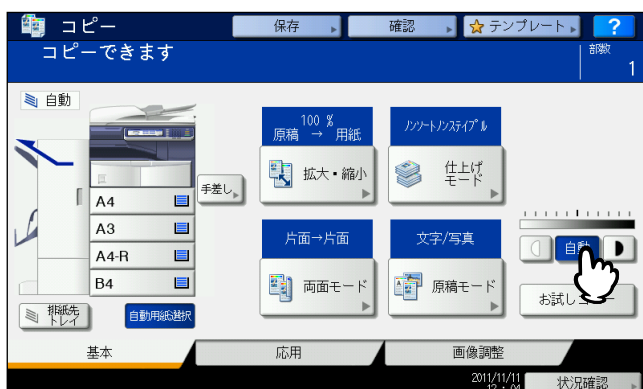 コピー
保存
確認
テンプレート
?
コピーできます
部数
1
自動
100 %
原稿 → 用紙
ノンソートノンステイプル
拡大・縮小
仕上げ
モード
手差し
A4
A3
A4-R
B4
片面→片面
文字/写真
両面モード
原稿モード
自動
お試し
排紙先
トレイ
自動用紙選択
基本
応用
画像調整
2011/11/11
状況確認